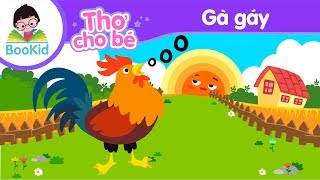 BooKid
Thơ
cho bé
Gà gáy